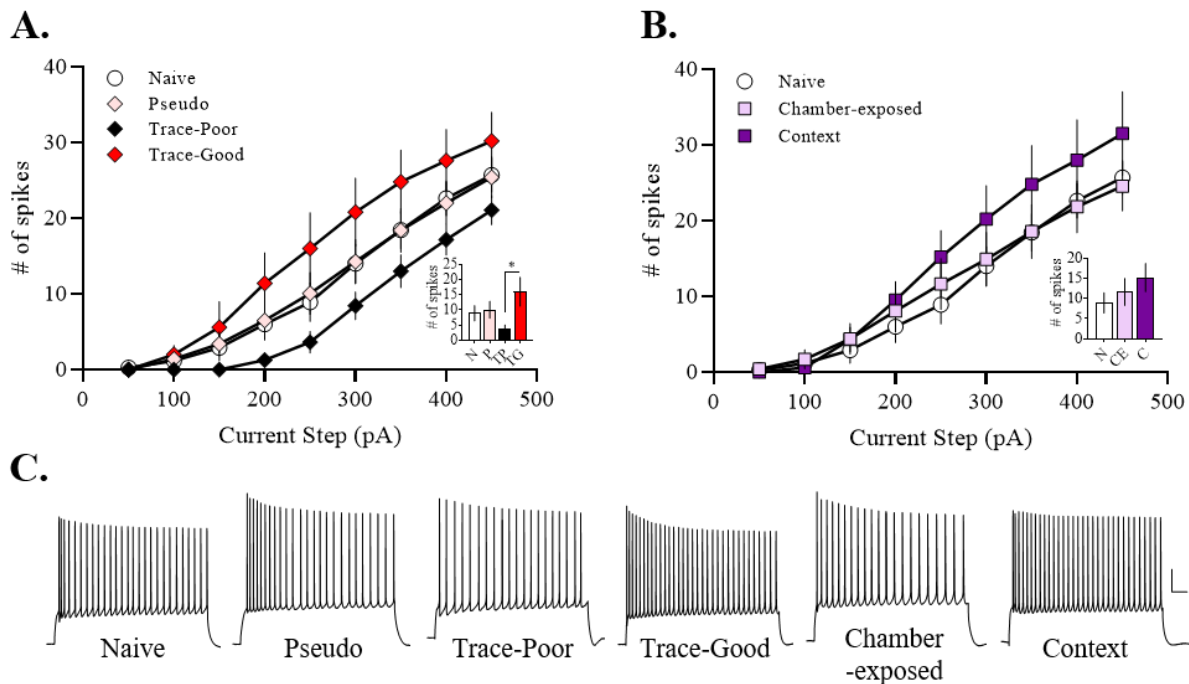 A.
# of spikes
40
30
20
10
0
Naive
Pseudo
Trace-Poor
Trace-Good
# of spikes
25
20
15
10
5
0
*
N
P
TP
TG
0
100
200
300
400
500
Current Step (pA)
B.
# of spikes
40
30
20
10
0
Naive
Chamber-exposed
Context
# of spikes
20
15
10
5
0
N
CE
C
0
100
200
300
400
500
Current Step (pA)
C.
Naive
Pseudo
Trace-Poor
Trace-Good
Chamber
-exposed
Context